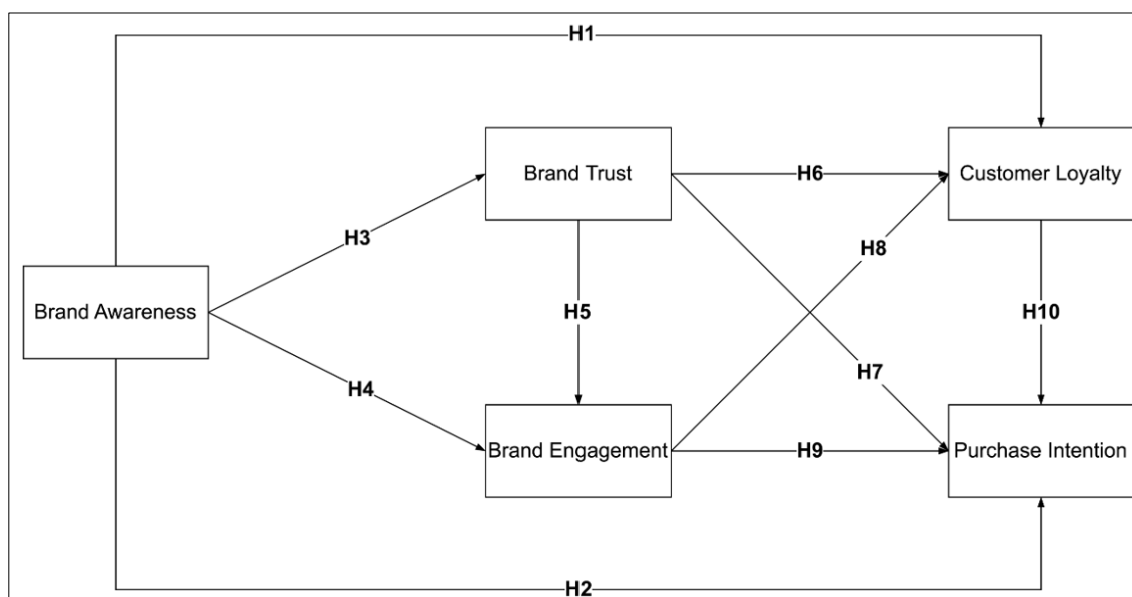 H1
Brand Trust
H6
Customer Loyalty
H3
H8
Brand Awareness
H5
H10
H4
H7
Brand Engagement
H9
Purchase Intention
H2